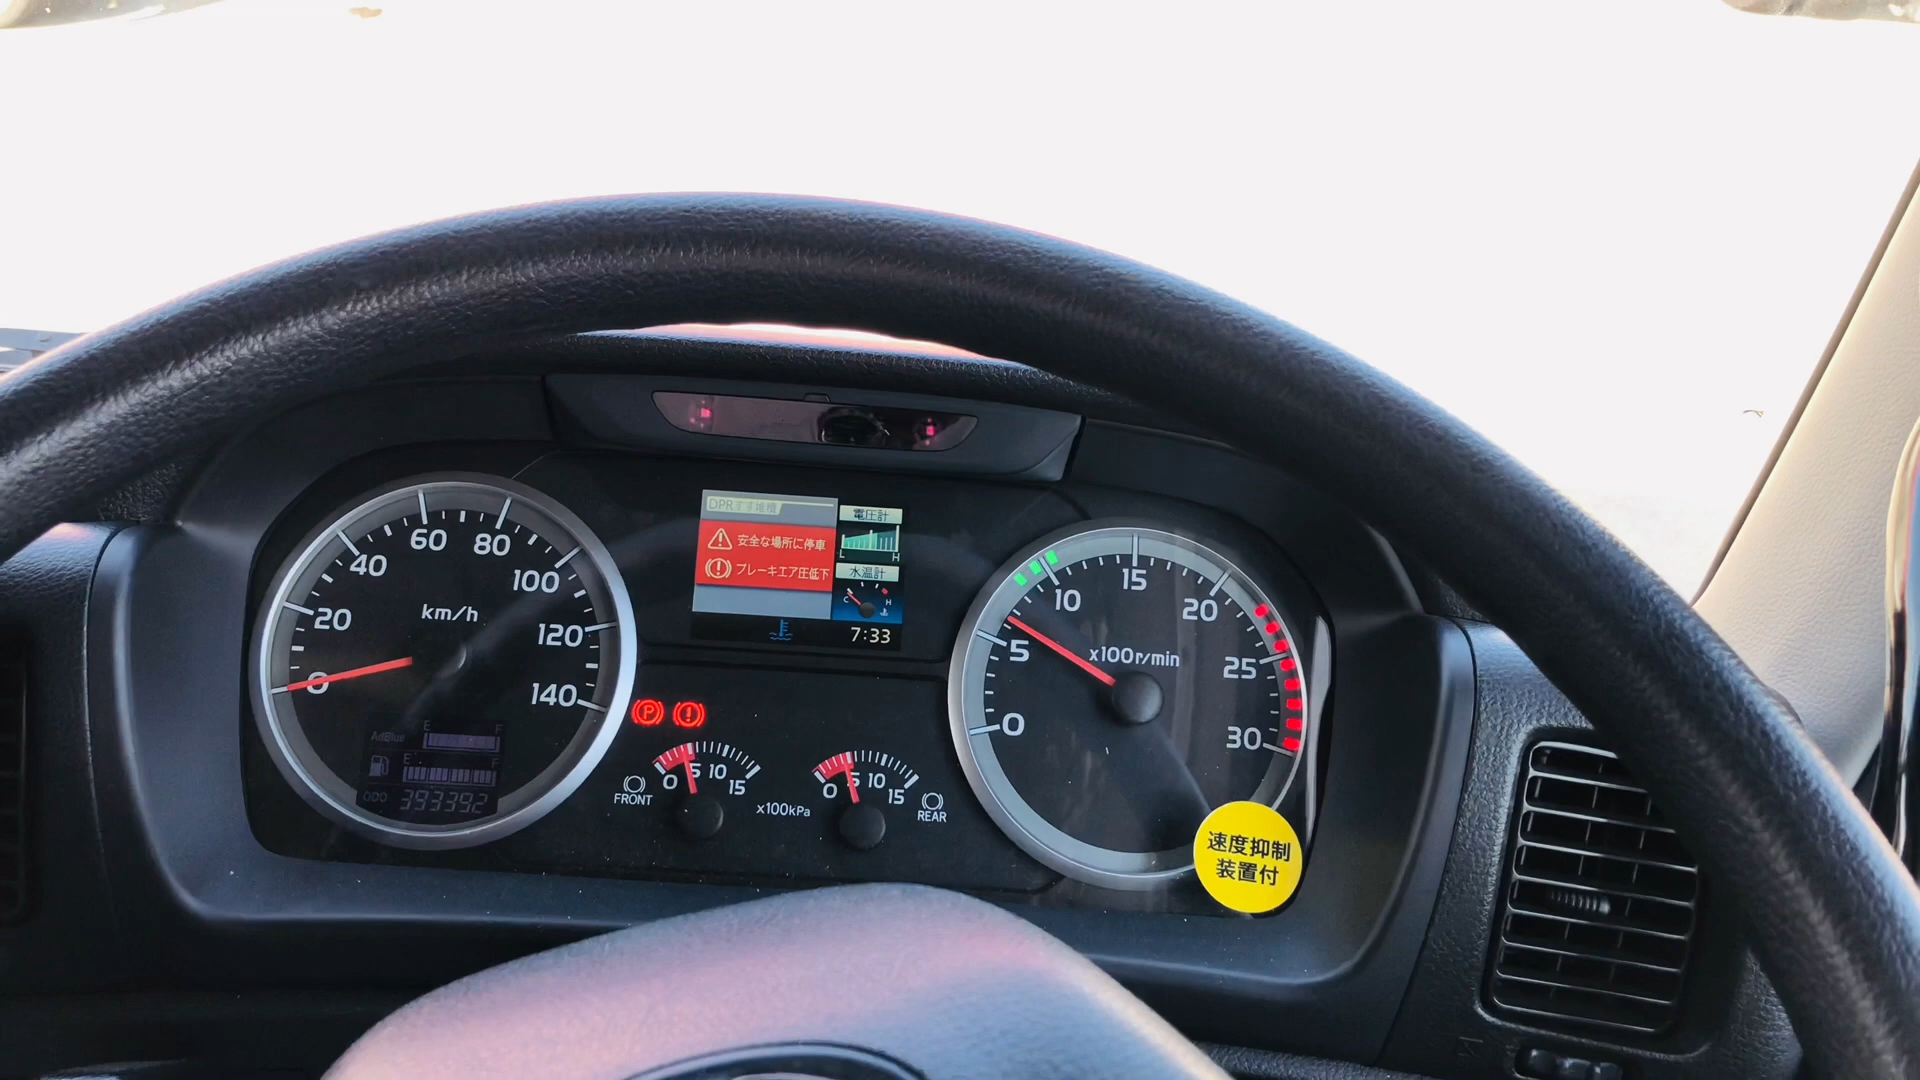 DPRすす堆積
電圧計
安全な場所に停車
L H
ブレーキエア圧低下
水温計
C H
7:33
0 20 40 60 80 100 120 140
km/h
AdBlue E F
E F
ODO 393392
P !
0 5 10 15
FRONT
x100kPa
0 5 10 15
REAR
0 5 10 15 20 25 30
x100r/min
速度抑制
装置付